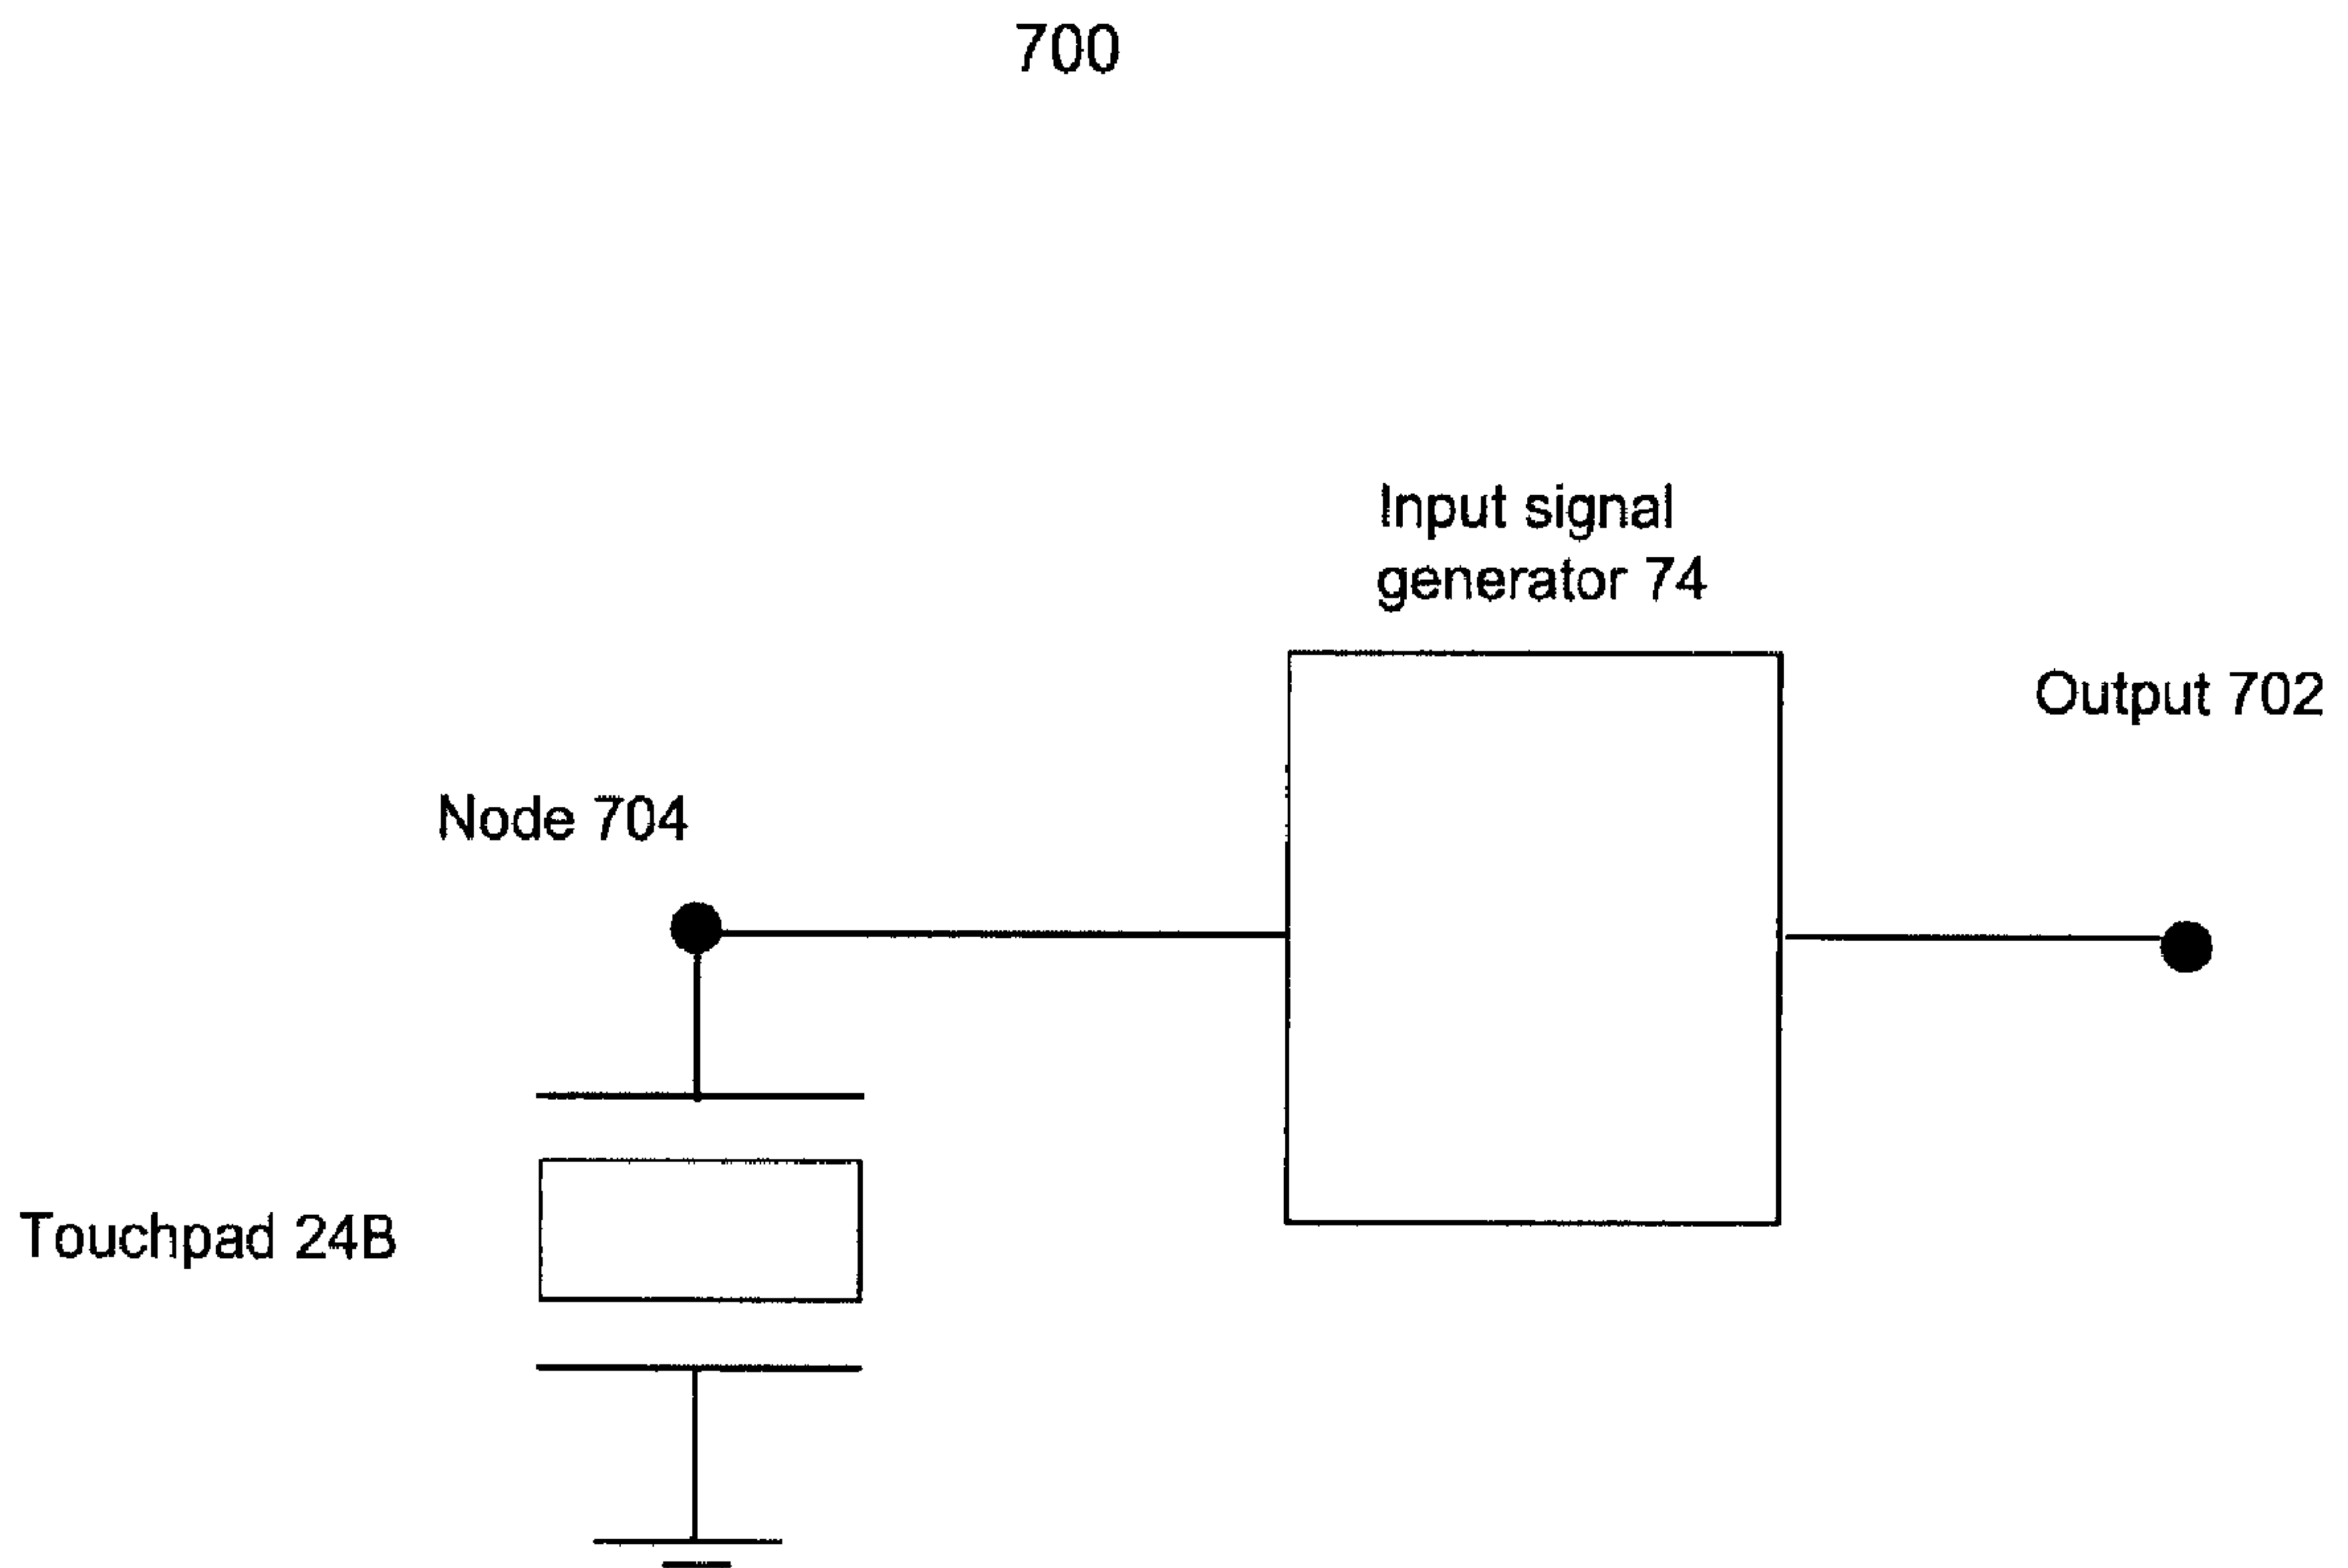 700
Input signal
generator 74
Output 702
Node 704
Touchpad 24B